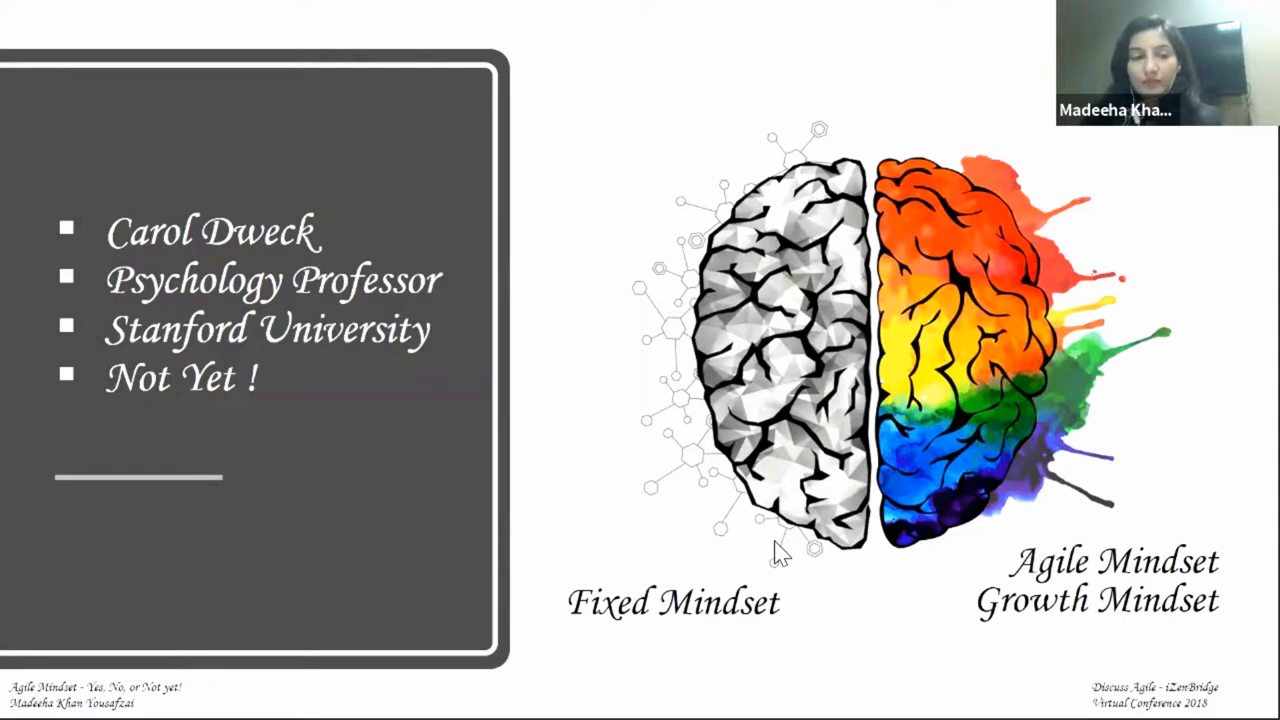 Madeeha Kha...
Carol Dweck
Psychology Professor
Stanford University
Not Yet !
Fixed Mindset
Agile Mindset
Growth Mindset
Agile Mindset - Yes, No, or Not yet!
Madeeha Khan Yousafzai
Discuss Agile - iZenBridge
Virtual Conference 2018